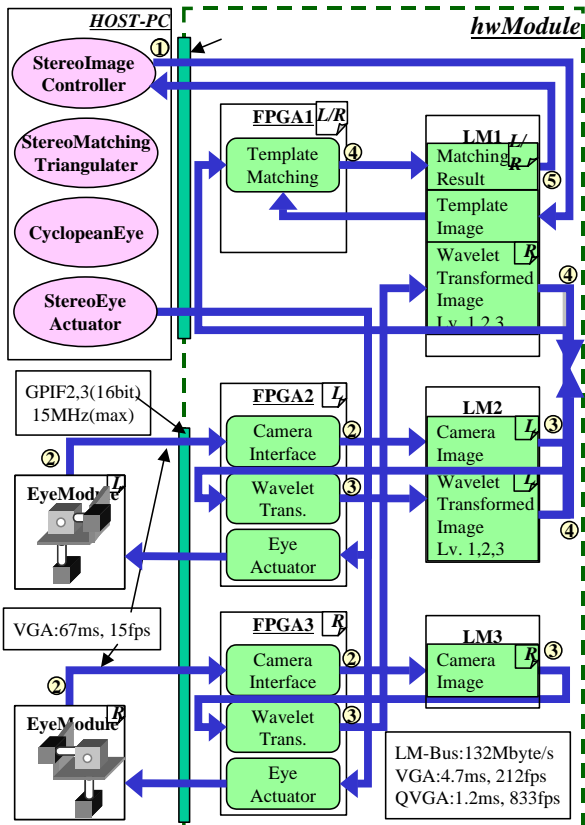 HOST-PC
hwModule
①
StereoImage
Controller
StereoMatching
Triangulater
CyclopeanEye
StereoEye
Actuator
FPGA1
L/R
Template
Matching
④
LM1
L/
R
Matching
Result
⑤
Template
Image
Wavelet
R
Transformed
Image
Lv. 1,2,3
④
GPIF2,3(16bit)
15MHz(max)
②
EyeModule
L
FPGA2
L
Camera
Interface
②
Wavelet
Trans.
③
Eye
Actuator
LM2
Camera
Image
L
③
Wavelet
L
Transformed
Image
Lv. 1,2,3
④
VGA:67ms, 15fps
②
EyeModule
R
FPGA3
R
Camera
Interface
②
Wavelet
Trans.
③
Eye
Actuator
LM3
Camera
Image
R
③
LM-Bus:132Mbyte/s
VGA:4.7ms, 212fps
QVGA:1.2ms, 833fps